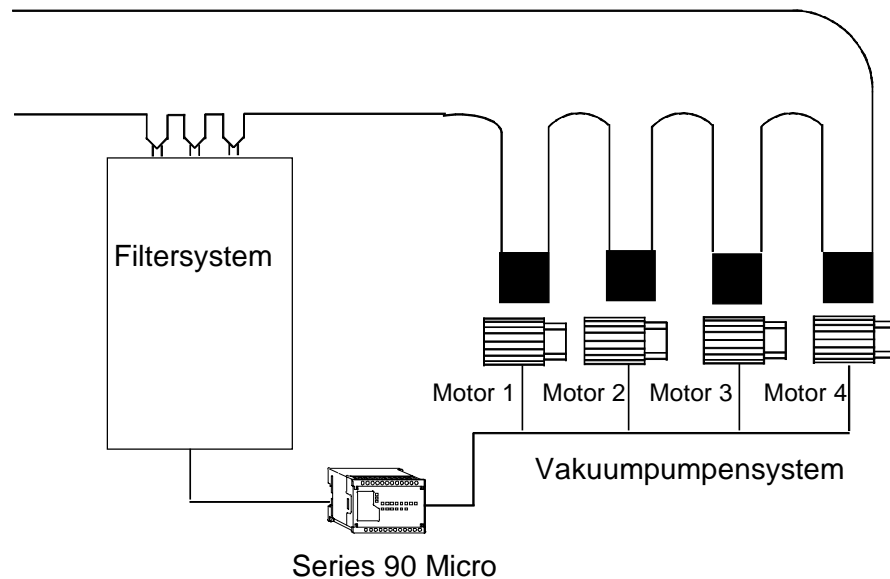 Filtersystem
Motor 1
Motor 2
Motor 3
Motor 4
Vakuumpumpensystem
Series 90 Micro